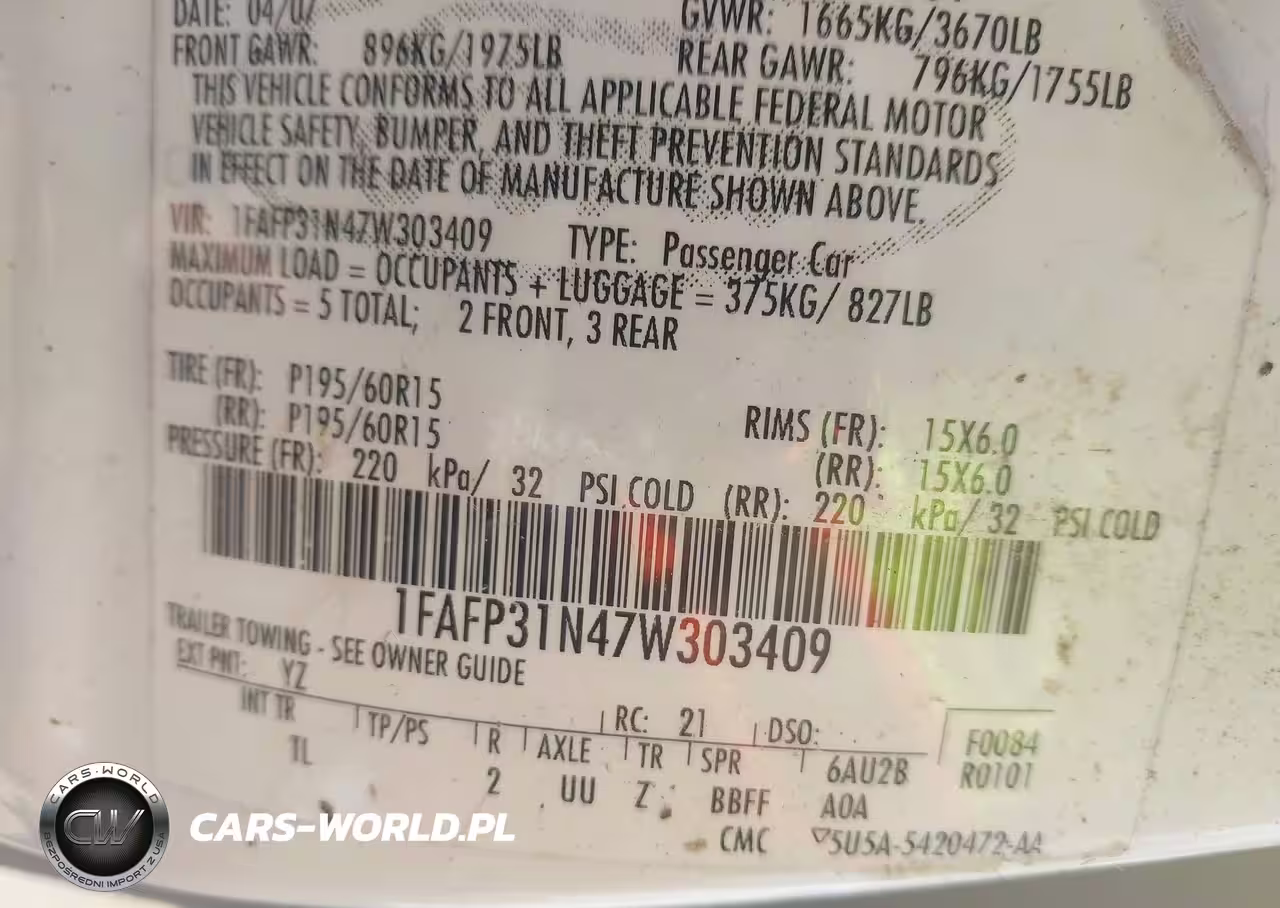 DATE: 04/07
GVWR: 1665KG/3670LB
FRONT GAWR: 896KG/1975LB
REAR GAWR: 796KG/1755LB
THIS VEHICLE CONFORMS TO ALL APPLICABLE FEDERAL MOTOR
VEHICLE SAFETY, BUMPER, AND THEFT PREVENTION STANDARDS
IN EFFECT ON THE DATE OF MANUFACTURE SHOWN ABOVE.
VIN: 1FAFP31N47W303409
TYPE: Passenger Car
MAXIMUM LOAD = OCCUPANTS + LUGGAGE = 375KG/ 827LB
OCCUPANTS = 5 TOTAL; 2 FRONT, 3 REAR
TIRE (FR): P195/60R15
RIMS (FR): 15X6.0
(RR): P195/60R15
(RR): 15X6.0
PRESSURE (FR): 220 kPa/ 32 PSI COLD (RR): 220 kPa/ 32 PSI COLD
1FAFP31N47W303409
TRAILER TOWING - SEE OWNER GUIDE
EXT PNT: YZ RC: 21 DSO:
F0084
INT TR TP/PS R AXLE TR SPR 6AU2B
R0101
TL 2 UU Z BBFF A0A
CMC ▽5U5A-5420472-AA
CARS-WORLD
CW
BEZPOŚREDNI IMPORT Z USA
CARS-WORLD.PL